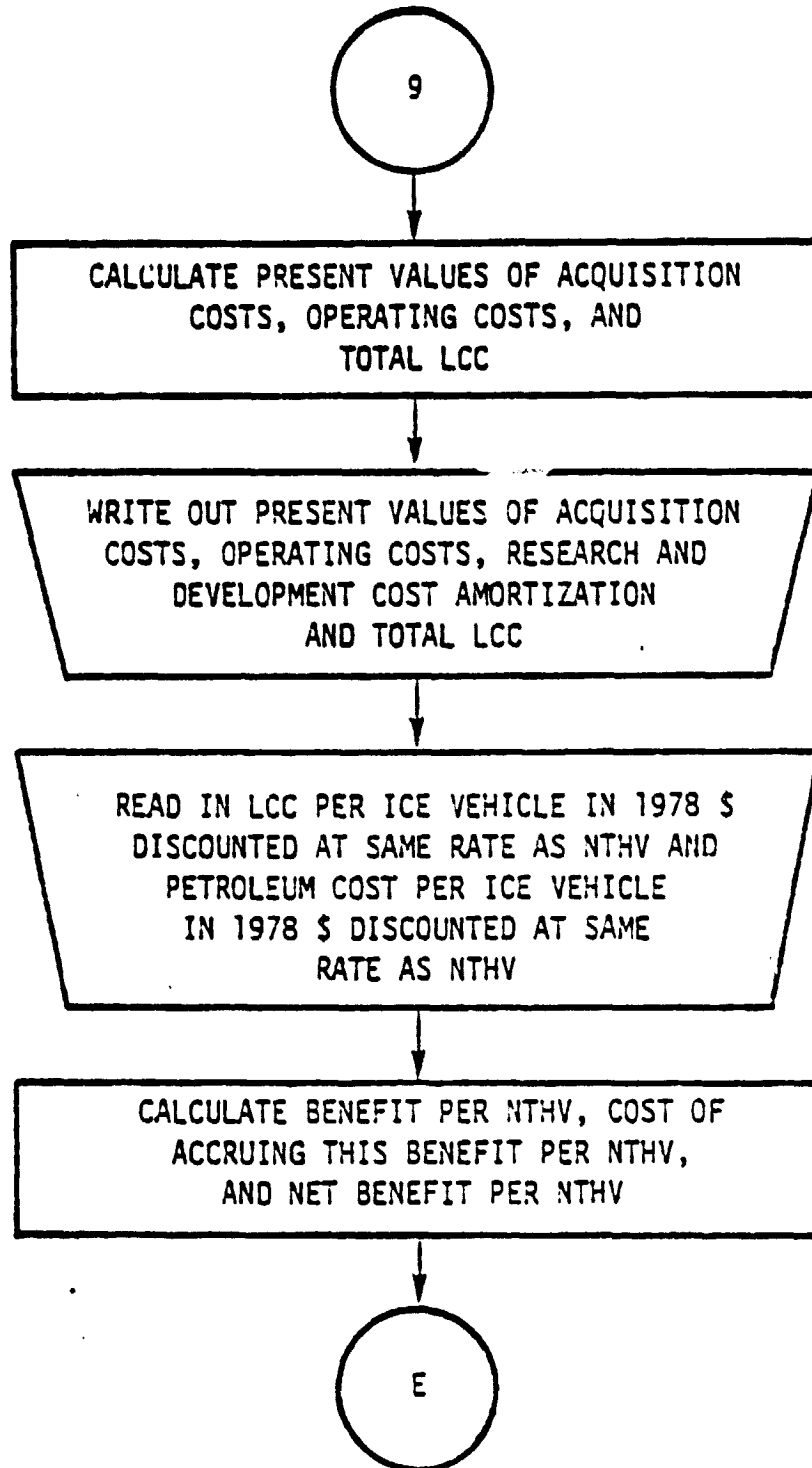 9
CALCULATE PRESENT VALUES OF ACQUISITION
COSTS, OPERATING COSTS, AND
TOTAL LCC
WRITE OUT PRESENT VALUES OF ACQUISITION
COSTS, OPERATING COSTS, RESEARCH AND
DEVELOPMENT COST AMORTIZATION
AND TOTAL LCC
READ IN LCC PER ICE VEHICLE IN 1978 $
DISCOUNTED AT SAME RATE AS NTHV AND
PETROLEUM COST PER ICE VEHICLE
IN 1978 $ DISCOUNTED AT SAME
RATE AS NTHV
CALCULATE BENEFIT PER NTHV, COST OF
ACCRUING THIS BENEFIT PER NTHV,
AND NET BENEFIT PER NTHV
E